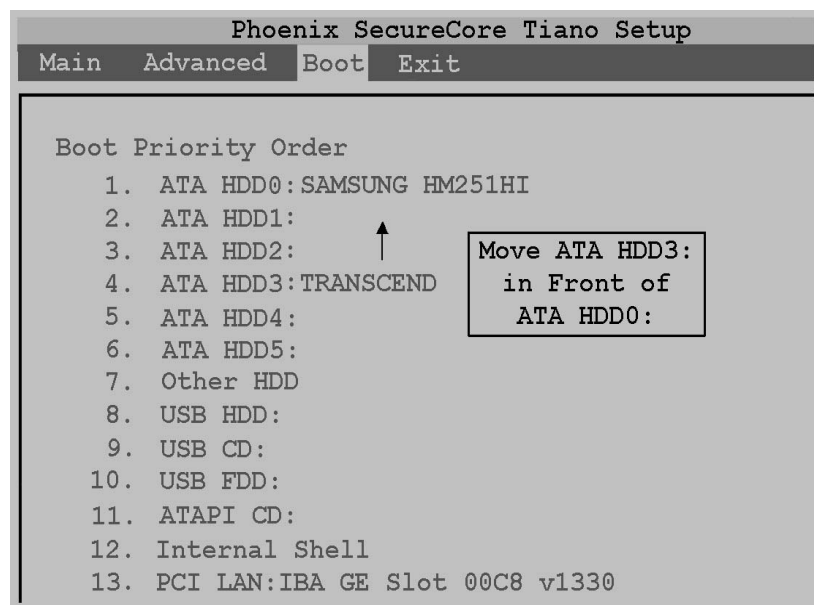 Phoenix SecureCore Tiano Setup
Main Advanced Boot Exit
Boot Priority Order
1. ATA HDD0:SAMSUNG HM251HI
2. ATA HDD1:
3. ATA HDD2:
4. ATA HDD3:TRANSCEND
5. ATA HDD4:
6. ATA HDD5:
7. Other HDD
8. USB HDD:
9. USB CD:
10. USB FDD:
11. ATAPI CD:
12. Internal Shell
13. PCI LAN:IBA GE Slot 00C8 v1330
Move ATA HDD3:
in Front of
ATA HDD0: